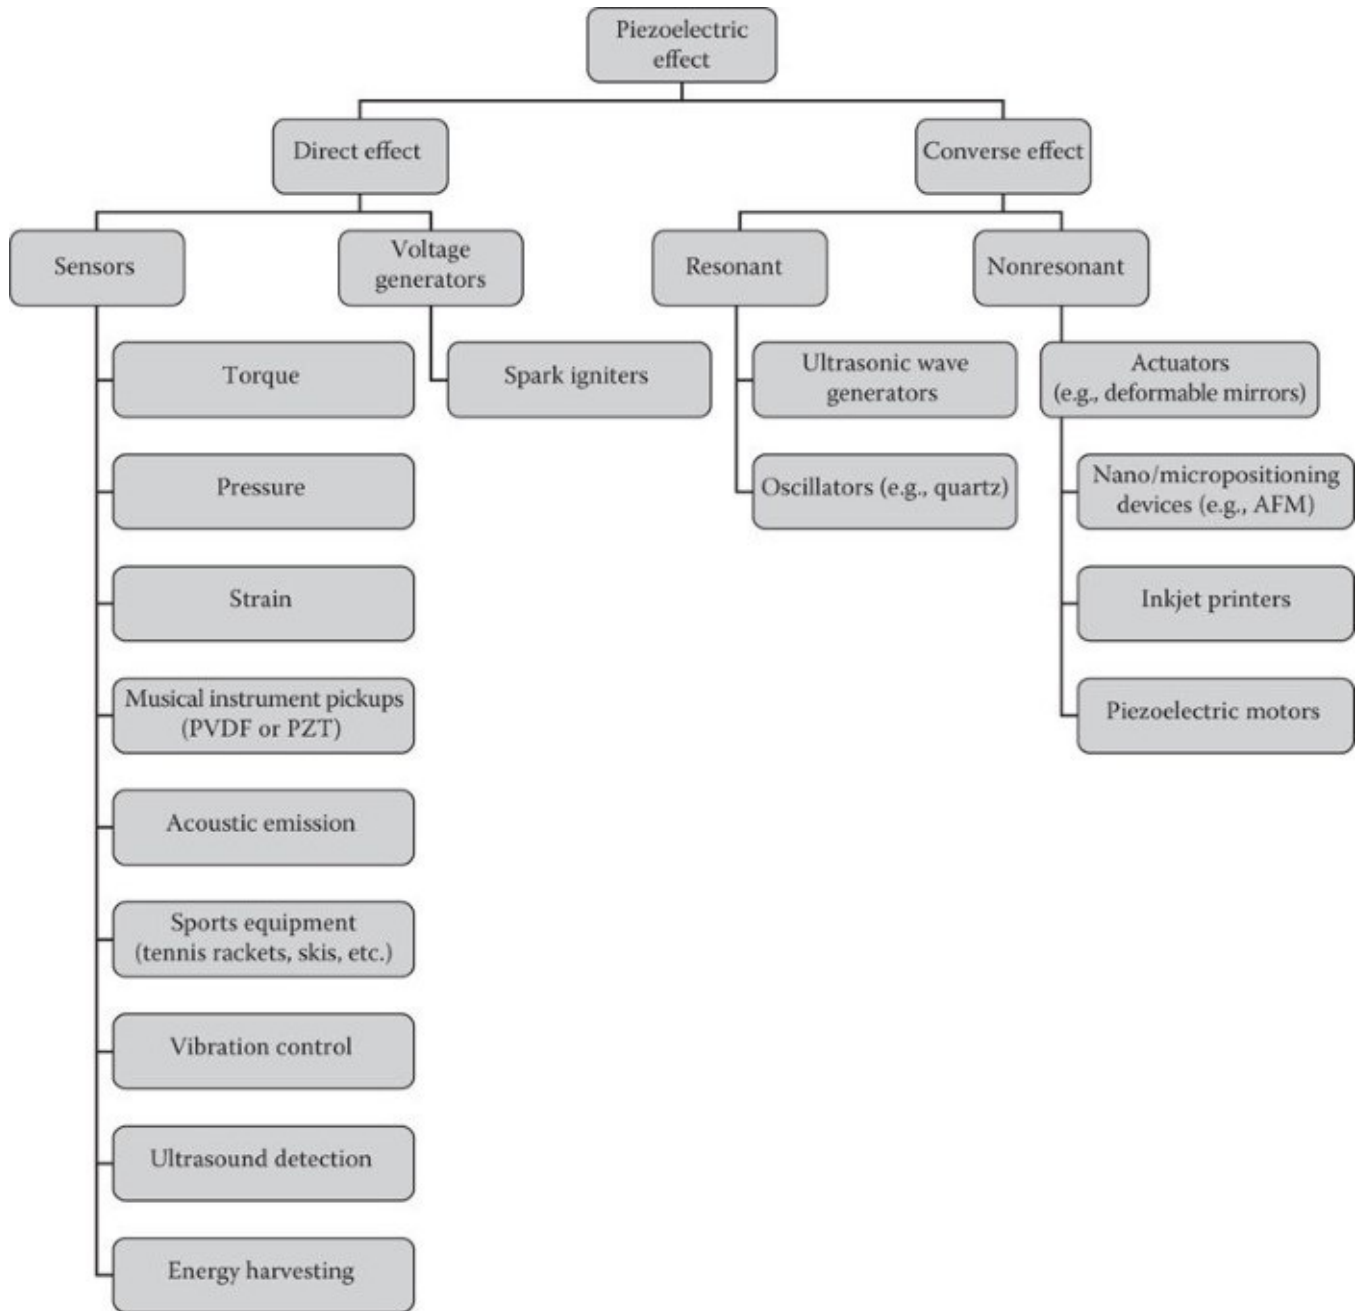 Piezoelectric
effect
Direct effect
Converse effect
Sensors
Voltage
generators
Resonant
Nonresonant
Torque
Spark igniters
Ultrasonic wave
generators
Actuators
(e.g., deformable mirrors)
Pressure
Oscillators (e.g., quartz)
Nano/micropositioning
devices (e.g., AFM)
Strain
Inkjet printers
Musical instrument pickups
(PVDF or PZT)
Piezoelectric motors
Acoustic emission
Sports equipment
(tennis rackets, skis, etc.)
Vibration control
Ultrasound detection
Energy harvesting